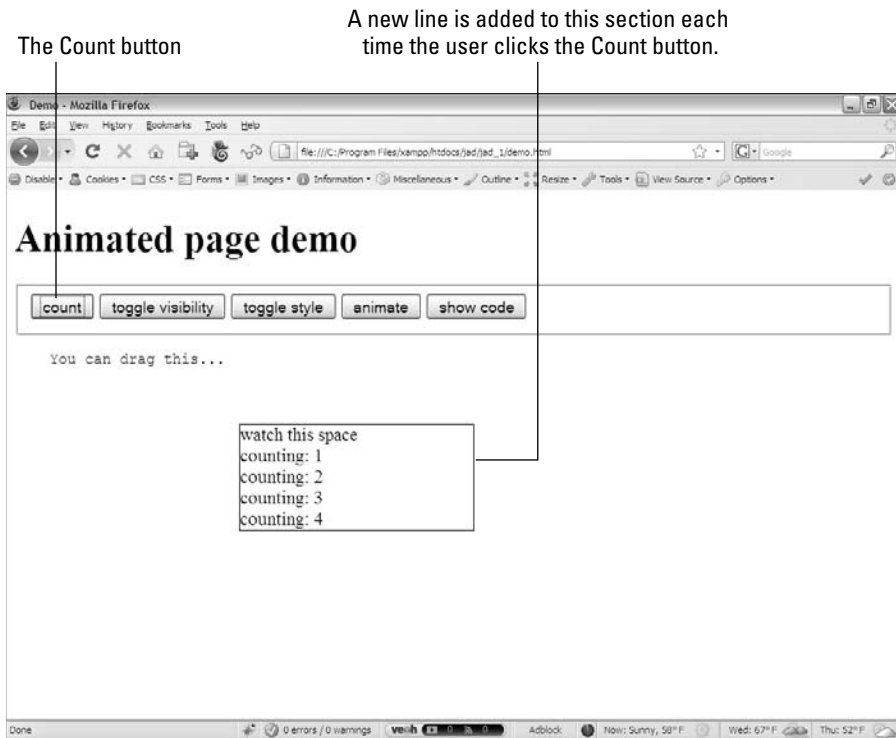 The Count button
A new line is added to this section each
time the user clicks the Count button.
Demo - Mozilla Firefox
File Edit View History Bookmarks Tools Help
file:///C:/Program Files/xampp/htdocs/jad/jad_1/demo.html
G Google
Disable Cookies CSS Forms Images Information Miscellaneous Outline Resize Tools View Source Options
Animated page demo
count toggle visibility toggle style animate show code
You can drag this...
watch this space
counting: 1
counting: 2
counting: 3
counting: 4
Done 0 errors / 0 warnings veoh 0 0 Adblock Now: Sunny, 58° F Wed: 67° F Thu: 52° F